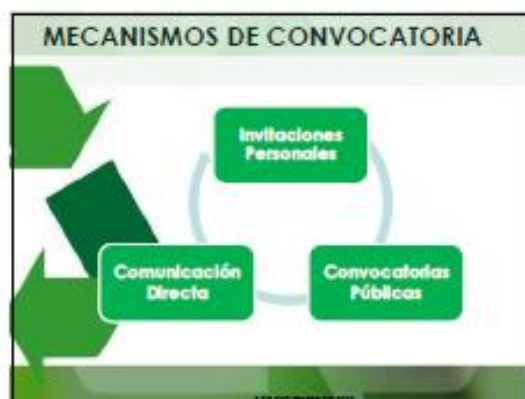 MECANISMOS DE CONVOCATORIA
Invitaciones
Personales
Comunicación
Directa
Convocatorias
Públicas